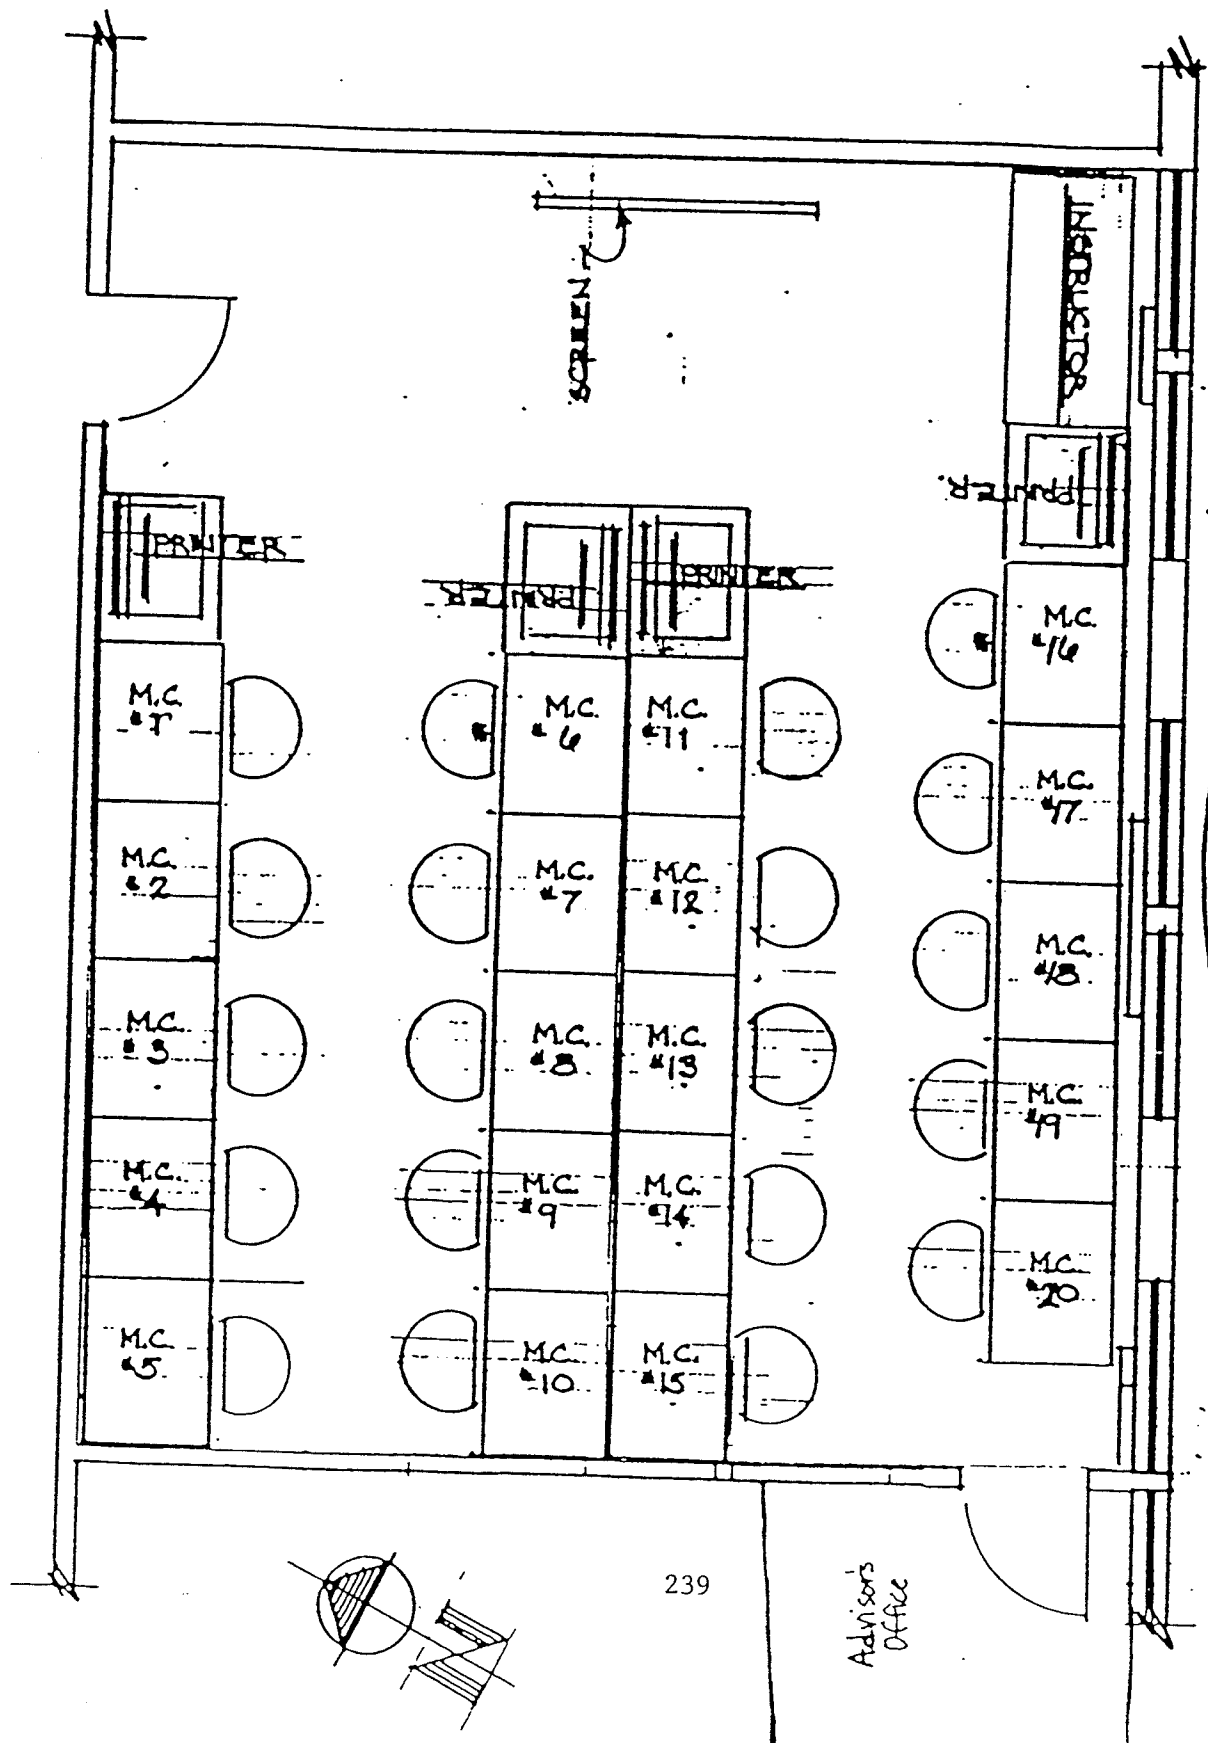 SCREEN
INSTRUCTOR
PRINTER
PRINTER
PRINTER
PRINTER
M.C.
#1
M.C.
#2
M.C.
#3
M.C.
#4
M.C.
#5
M.C.
#6
M.C.
#7
M.C.
#8
M.C.
#9
M.C.
#10
M.C.
#11
M.C.
#12
M.C.
#13
M.C.
#14
M.C.
#15
M.C.
#16
M.C.
#17
M.C.
#18
M.C.
#19
M.C.
#20
N
239
Advisors
Office